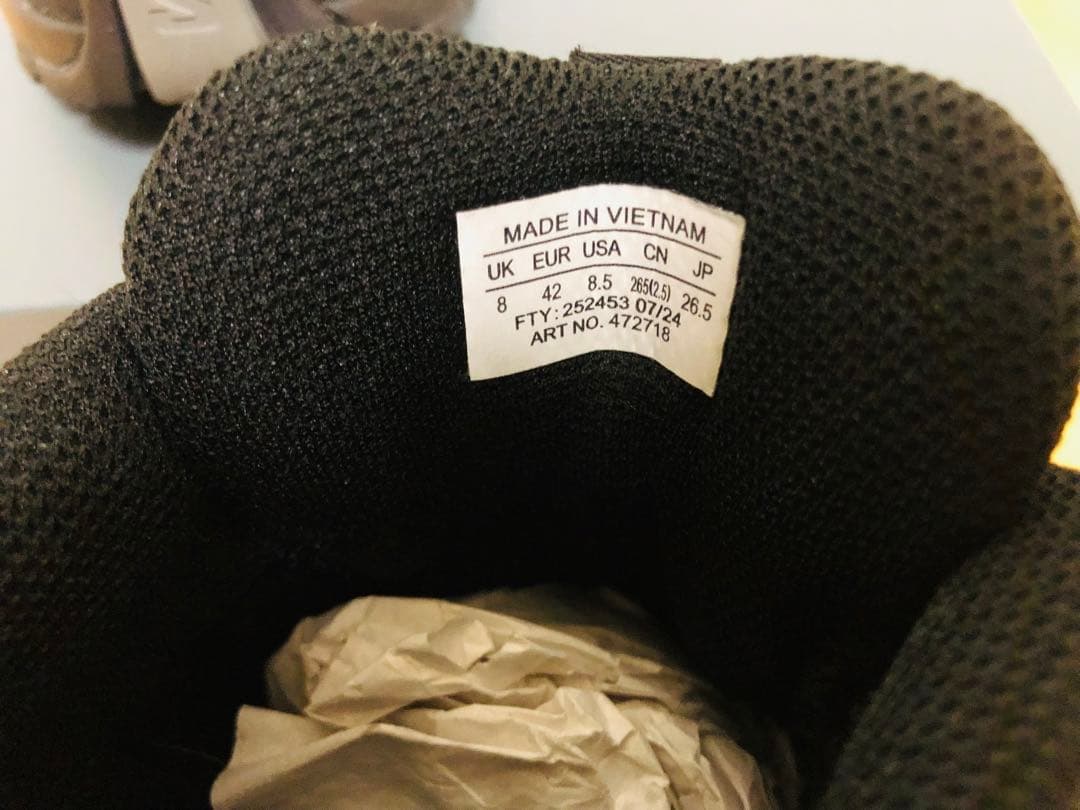 MADE IN VIETNAM
UK EUR USA CN JP
8 42 8.5 265(2.5) 26.5
FTY: 252453 07/24
ART NO. 472718